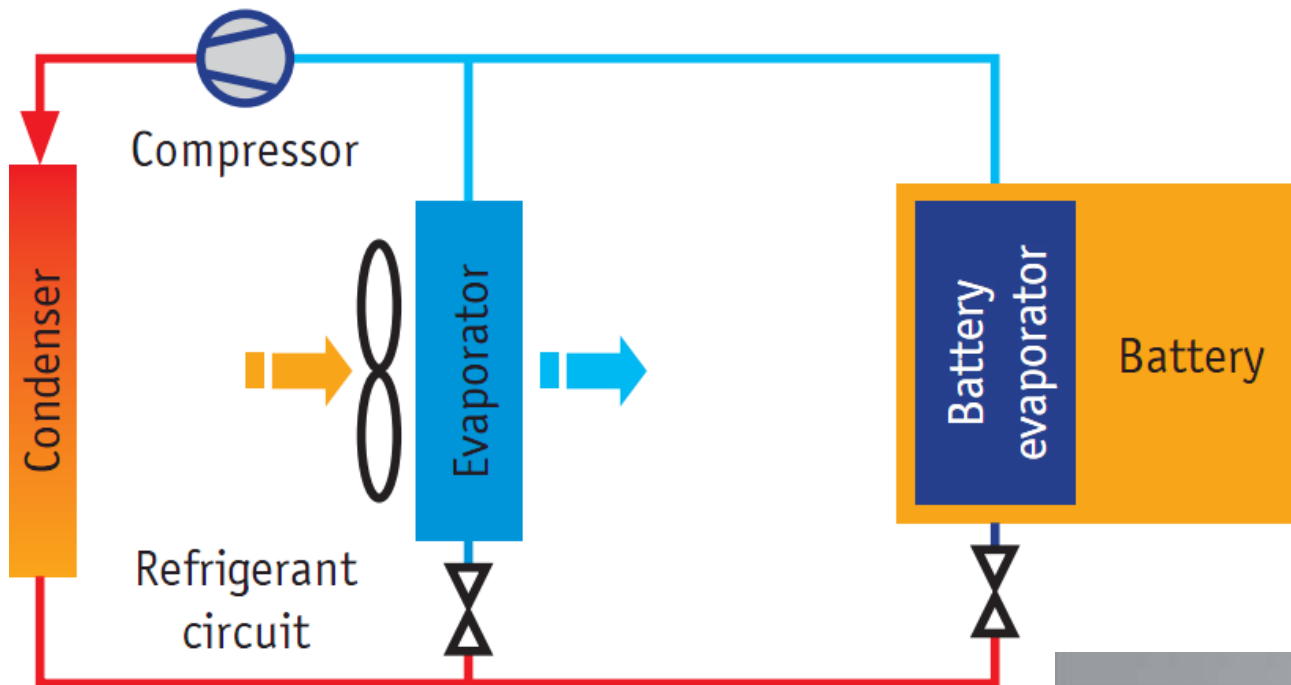 Compressor
Condenser
Evaporator
Battery
evaporator
Battery
Refrigerant
circuit